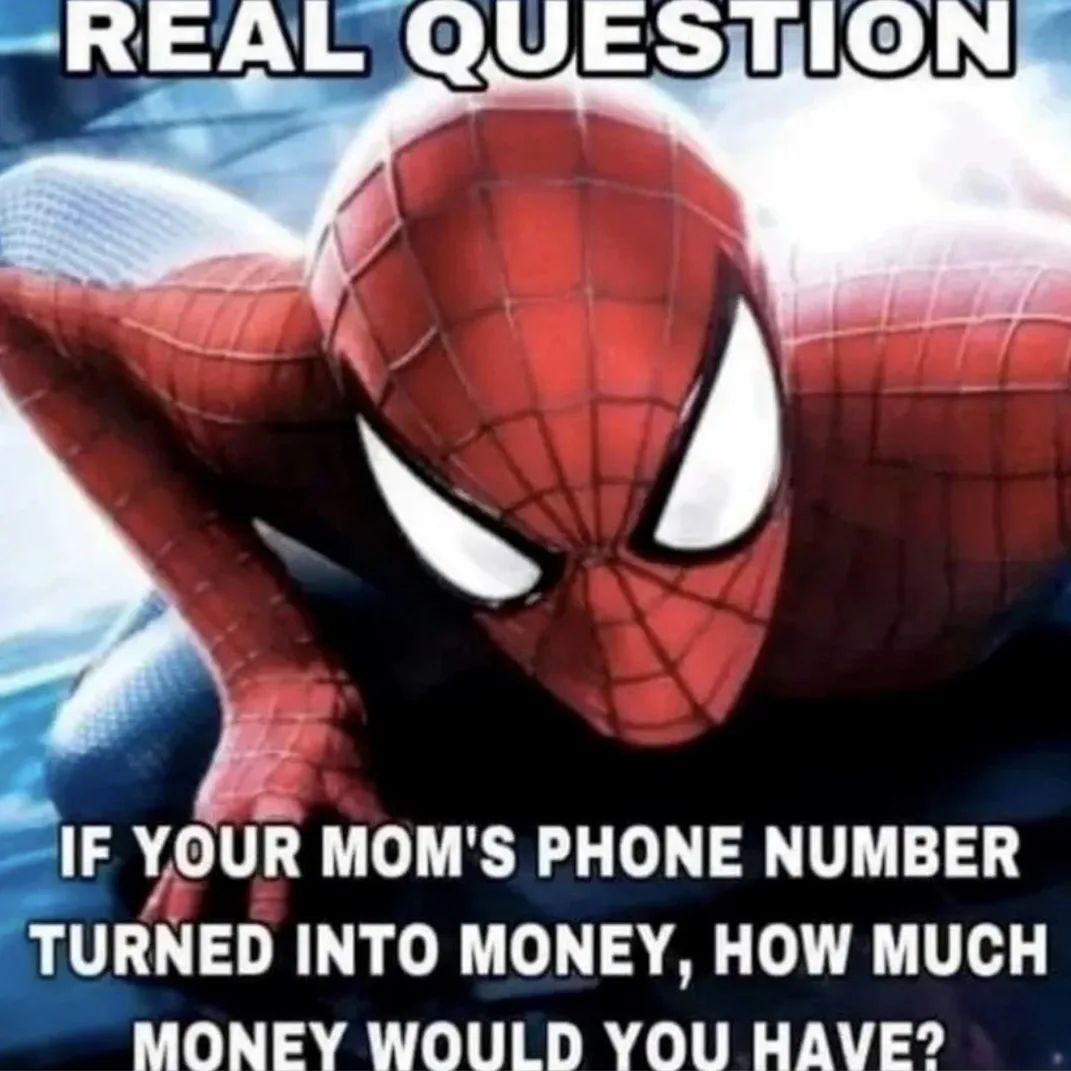 REAL QUESTION
IF YOUR MOM'S PHONE NUMBER
TURNED INTO MONEY, HOW MUCH
MONEY WOULD YOU HAVE?